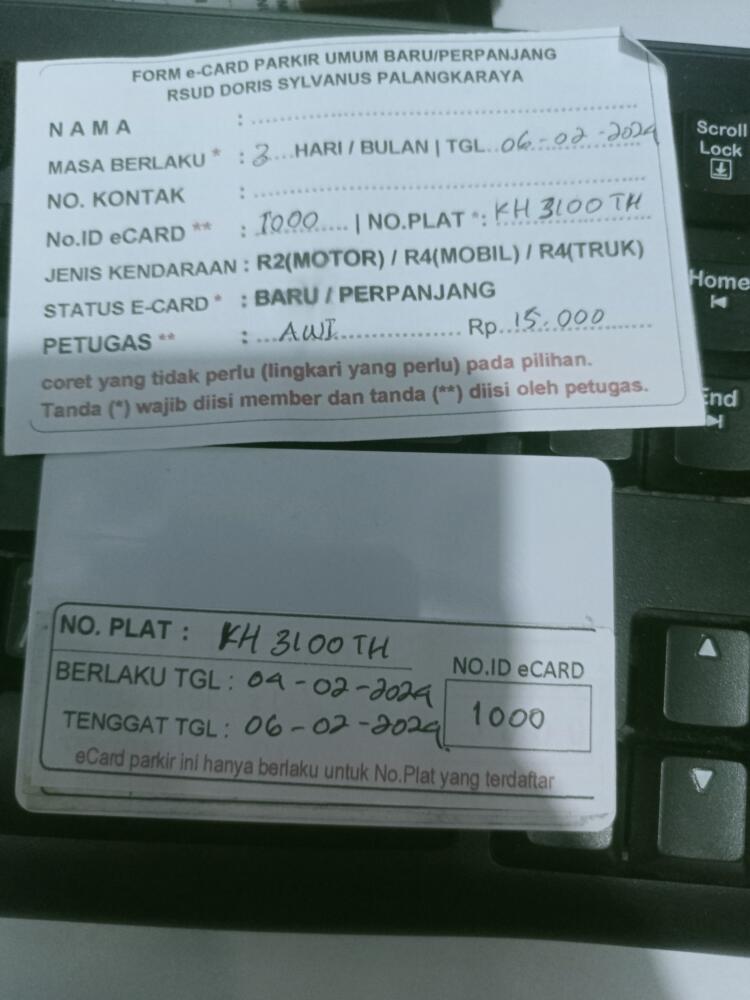 FORM e-CARD PARKIR UMUM BARU/PERPANJANG
RSUD DORIS SYLVANUS PALANGKARAYA
NAMA :
MASA BERLAKU * : 3 HARI / BULAN | TGL. 06-02-2024
NO. KONTAK :
No.ID eCARD ** : 1000 | NO.PLAT *: KH 3100 TH
JENIS KENDARAAN : R2(MOTOR) / R4(MOBIL) / R4(TRUK)
STATUS E-CARD * : BARU / PERPANJANG
PETUGAS ** : AWI Rp. 15.000
coret yang tidak perlu (lingkari yang perlu) pada pilihan.
Tanda (*) wajib diisi member dan tanda (**) diisi oleh petugas.
NO. PLAT : KH 3100 TH
NO.ID eCARD
BERLAKU TGL : 04-02-2024
1000
TENGGAT TGL : 06-02-2024
eCard parkir ini hanya berlaku untuk No.Plat yang terdaftar
Scroll
Lock
Home
End